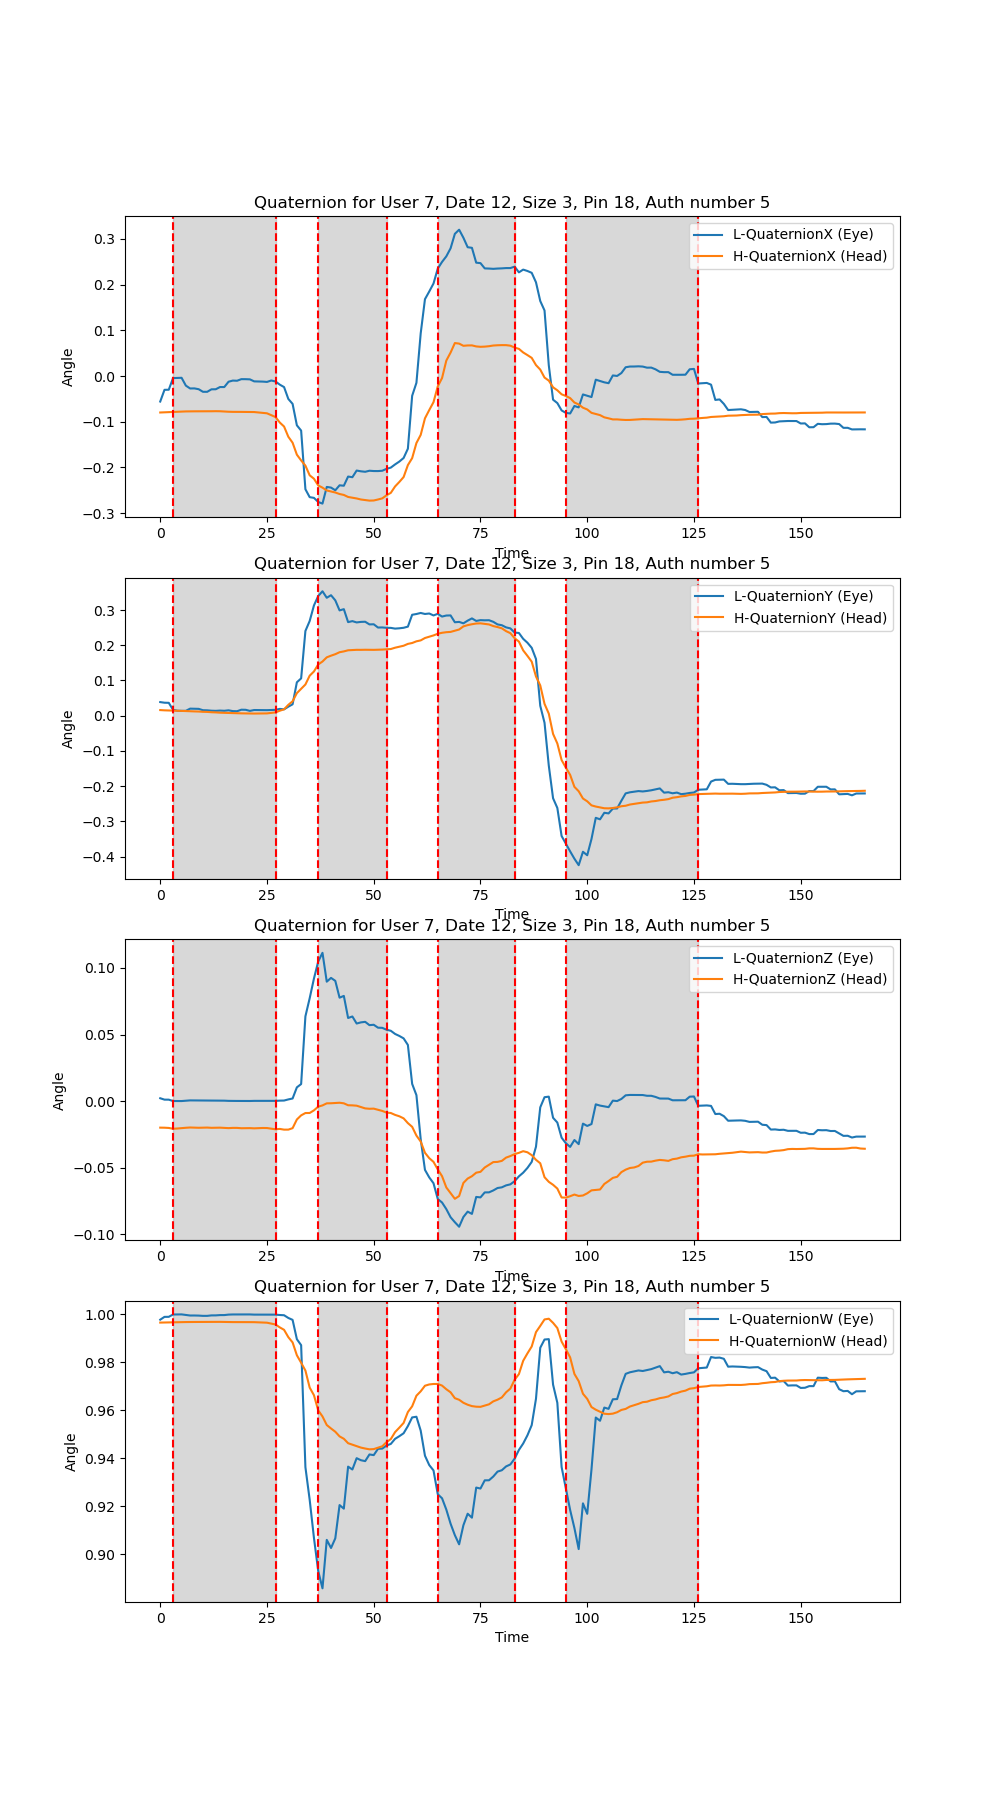 Quaternion for User 7, Date 12, Size 3, Pin 18, Auth number 5
L-QuaternionX (Eye)
H-QuaternionX (Head)
0.3
0.2
0.1
0.0
−0.1
−0.2
−0.3
Angle
0 25 50 75 100 125 150
Time
Quaternion for User 7, Date 12, Size 3, Pin 18, Auth number 5
L-QuaternionY (Eye)
H-QuaternionY (Head)
0.3
0.2
0.1
0.0
−0.1
−0.2
−0.3
−0.4
Angle
0 25 50 75 100 125 150
Time
Quaternion for User 7, Date 12, Size 3, Pin 18, Auth number 5
L-QuaternionZ (Eye)
H-QuaternionZ (Head)
0.10
0.05
0.00
−0.05
−0.10
Angle
0 25 50 75 100 125 150
Time
Quaternion for User 7, Date 12, Size 3, Pin 18, Auth number 5
L-QuaternionW (Eye)
H-QuaternionW (Head)
1.00
0.98
0.96
0.94
0.92
0.90
Angle
0 25 50 75 100 125 150
Time